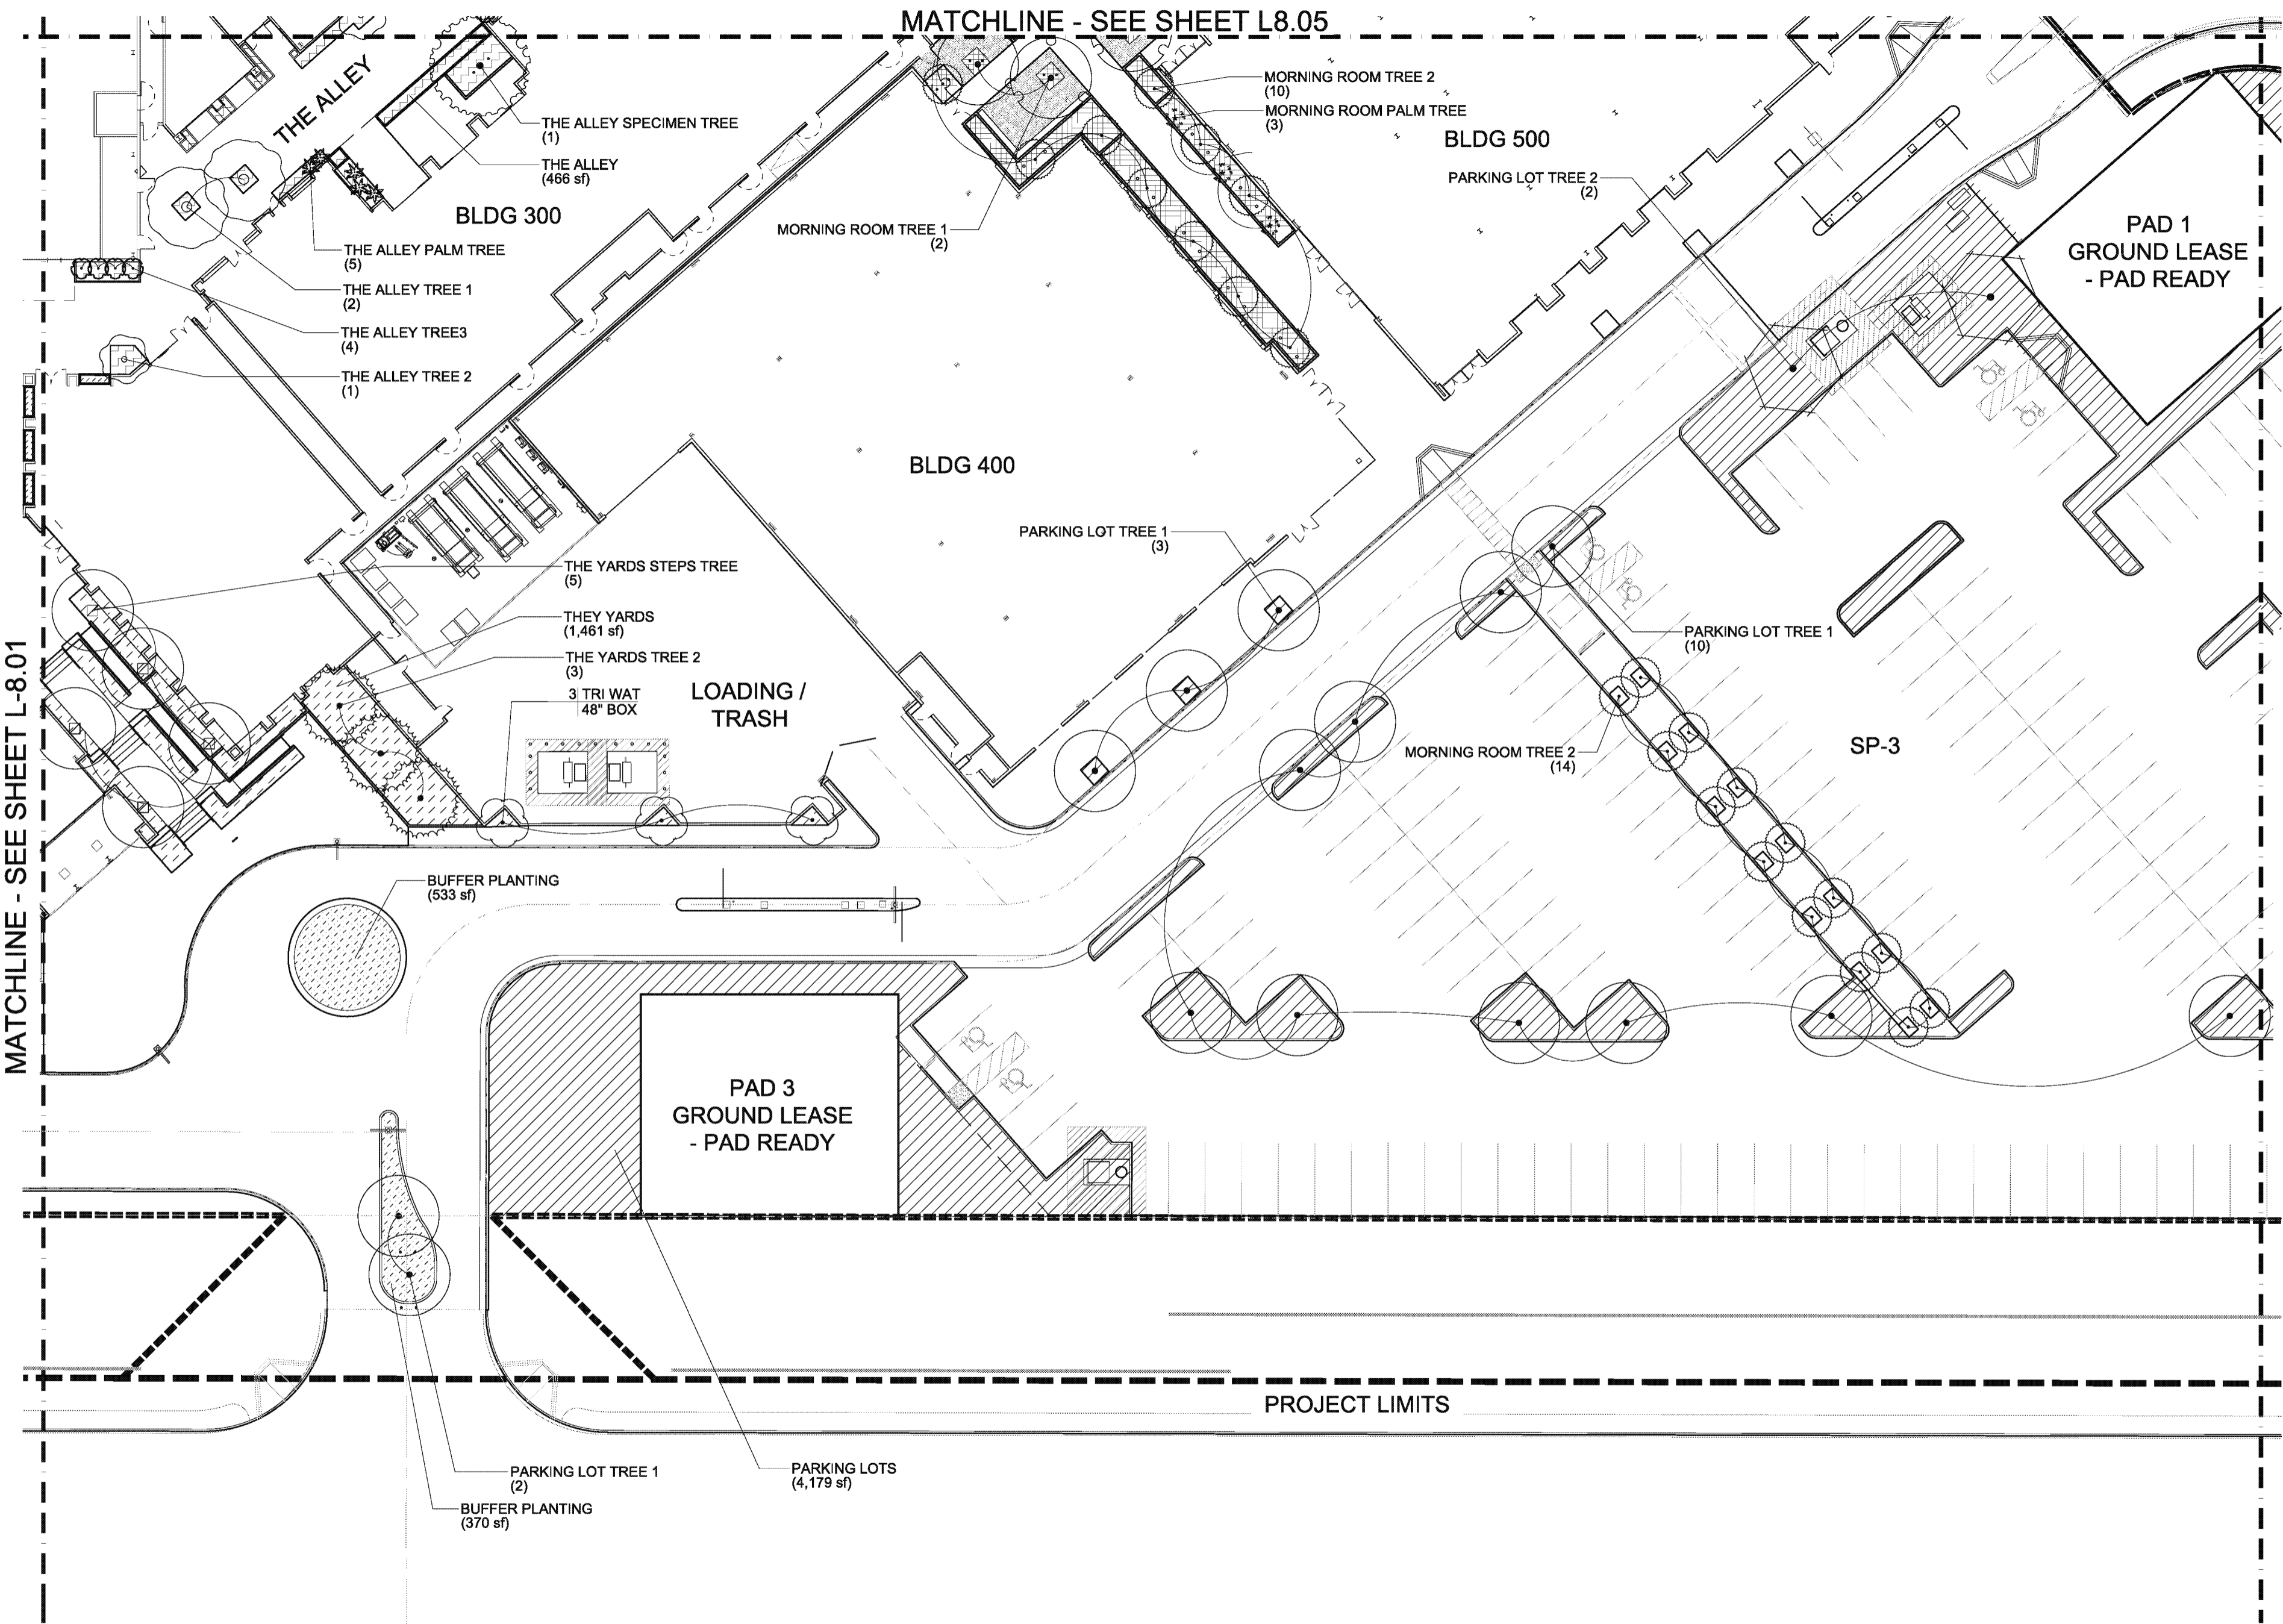 MATCHLINE - SEE SHEET L8.05
THE ALLEY
THE ALLEY SPECIMEN TREE
(1)
THE ALLEY
(466 sf)
BLDG 300
THE ALLEY PALM TREE
(5)
THE ALLEY TREE 1
(2)
THE ALLEY TREE3
(4)
THE ALLEY TREE 2
(1)
MORNING ROOM TREE 2
(10)
MORNING ROOM PALM TREE
(3)
BLDG 500
PARKING LOT TREE 2
(2)
PAD 1
GROUND LEASE
- PAD READY
MORNING ROOM TREE 1
(2)
BLDG 400
PARKING LOT TREE 1
(3)
THE YARDS STEPS TREE
(5)
THEY YARDS
(1,461 sf)
THE YARDS TREE 2
(3)
3 TRI WAT
48" BOX
LOADING /
TRASH
PARKING LOT TREE 1
(10)
MORNING ROOM TREE 2
(14)
SP-3
MATCHLINE - SEE SHEET L-8.01
BUFFER PLANTING
(533 sf)
PAD 3
GROUND LEASE
- PAD READY
PROJECT LIMITS
PARKING LOT TREE 1
(2)
BUFFER PLANTING
(370 sf)
PARKING LOTS
(4,179 sf)